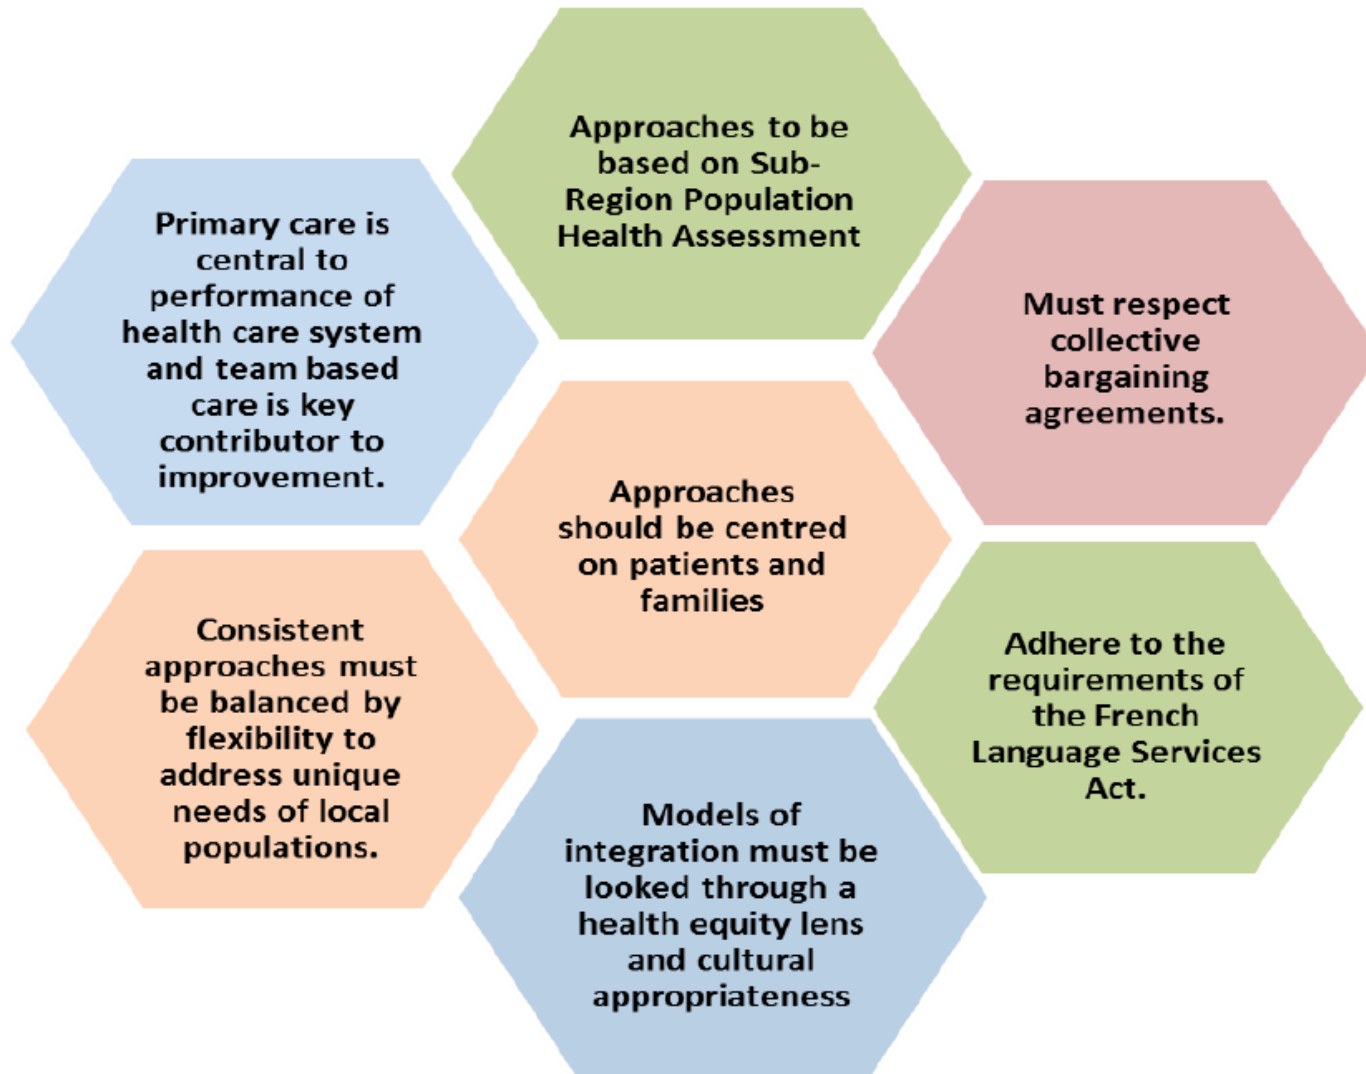 Approaches to be
based on Sub-
Region Population
Health Assessment
Primary care is
central to
performance of
health care system
and team based
care is key
contributor to
improvement.
Must respect
collective
bargaining
agreements.
Approaches
should be centred
on patients and
families
Consistent
approaches must
be balanced by
flexibility to
address unique
needs of local
populations.
Adhere to the
requirements of
the French
Language Services
Act.
Models of
integration must be
looked through a
health equity lens
and cultural
appropriateness